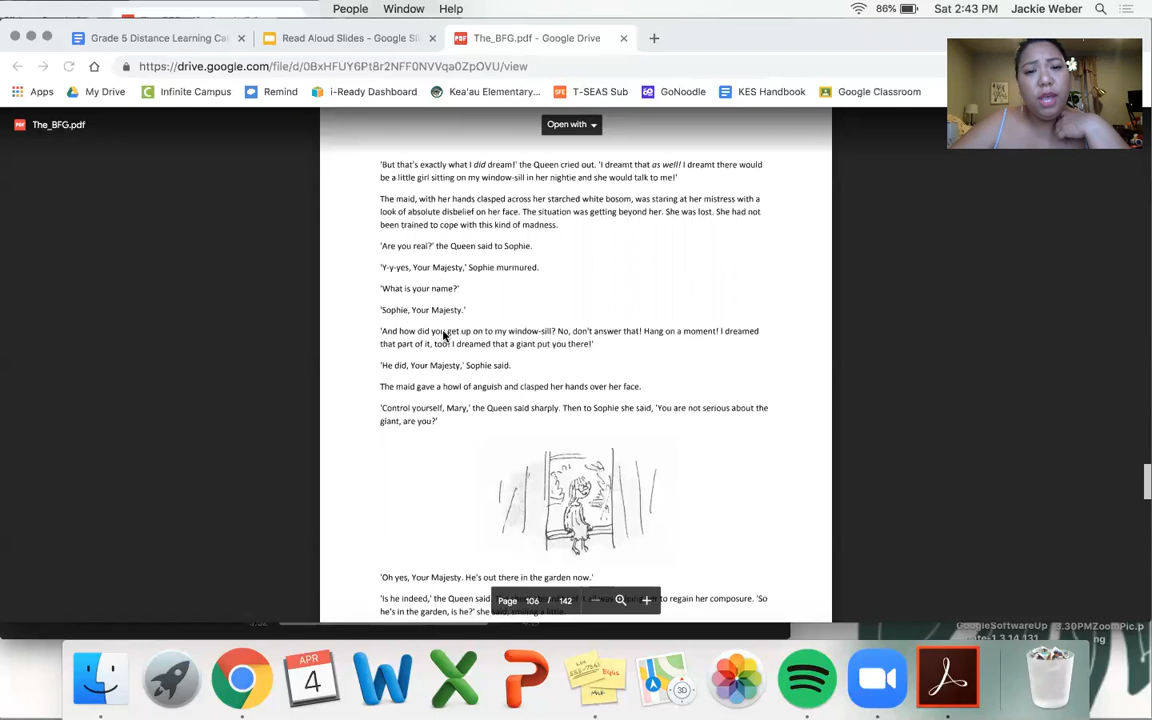 People Window Help 86% Sat 2:43 PM Jackie Weber
Grade 5 Distance Learning Ca Read Aloud Slides - Google Sl The_BFG.pdf - Google Drive
https://drive.google.com/file/d/0BxHFUY6Pt8r2NFF0NVVqa0ZpOVU/view
Apps My Drive Infinite Campus Remind i-Ready Dashboard Kea'au Elementary... T-SEAS Sub GoNoodle KES Handbook Google Classroom
The_BFG.pdf Open with
'But that's exactly what I did dream!' the Queen cried out. 'I dreamt that as well! I dreamt there would
be a little girl sitting on my window-sill in her nightie and she would talk to me!'
The maid, with her hands clasped across her starched white bosom, was staring at her mistress with a
look of absolute disbelief on her face. The situation was getting beyond her. She was lost. She had not
been trained to cope with this kind of madness.
'Are you real?' the Queen said to Sophie.
'Y-y-yes, Your Majesty,' Sophie murmured.
'What is your name?'
'Sophie, Your Majesty.'
'And how did you get up on to my window-sill? No, don't answer that! Hang on a moment! I dreamed
that part of it, too! I dreamed that a giant put you there!'
'He did, Your Majesty,' Sophie said.
The maid gave a howl of anguish and clasped her hands over her face.
'Control yourself, Mary,' the Queen said sharply. Then to Sophie she said, 'You are not serious about the
giant, are you?'
'Oh yes, Your Majesty. He's out there in the garden now.'
'Is he indeed,' the Queen said. to regain her composure. 'So
he's in the garden, is he?' she said, smiling a little.
Page 106 / 142
GoogleSoftwareUp
date-1.3.14.131
3.30PMZoomPic.p
ng
APR
4
3D